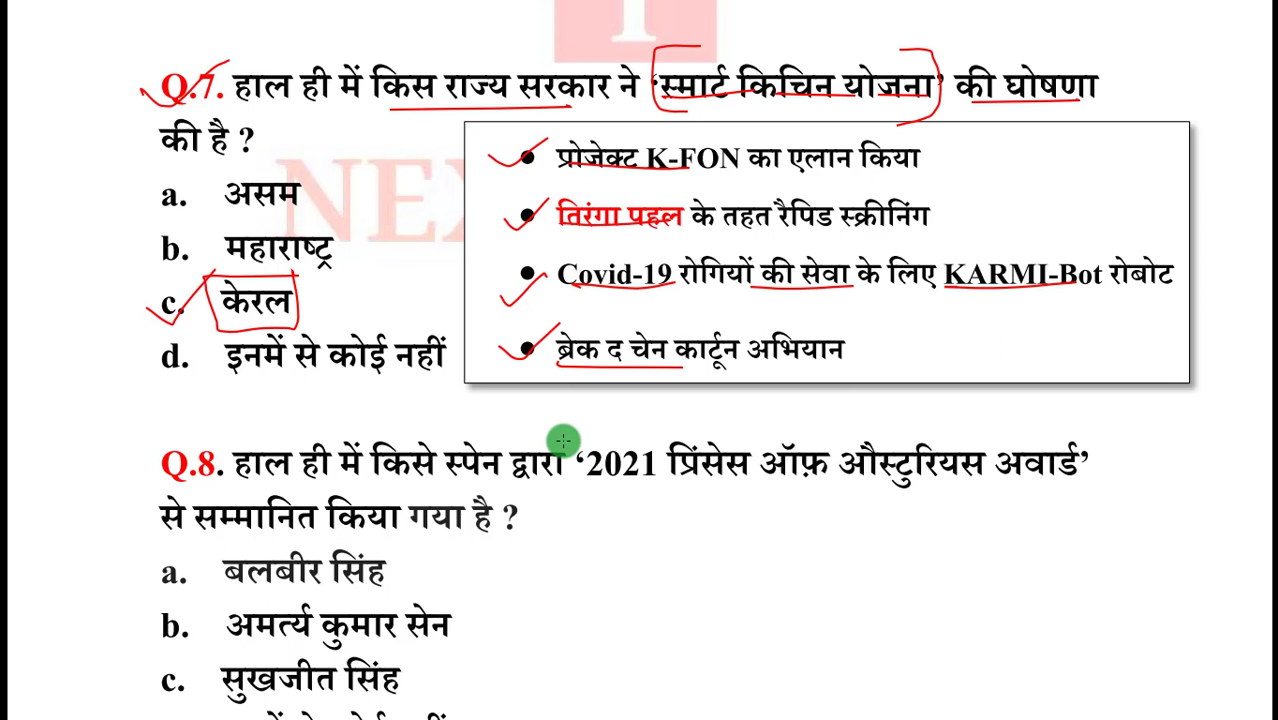 Q.7. हाल ही में किस राज्य सरकार ने ‘स्मार्ट किचिन योजना’ की घोषणा
की है ?
a. असम
b. महाराष्ट्र
c. केरल
d. इनमें से कोई नहीं
• प्रोजेक्ट K-FON का एलान किया
• तिरंगा पहल के तहत रैपिड स्क्रीनिंग
• Covid-19 रोगियों की सेवा के लिए KARMI-Bot रोबोट
• ब्रेक द चेन कार्टून अभियान
Q.8. हाल ही में किसे स्पेन द्वारा ‘2021 प्रिंसेस ऑफ़ औस्टुरियस अवार्ड’
से सम्मानित किया गया है ?
a. बलबीर सिंह
b. अमर्त्य कुमार सेन
c. सुखजीत सिंह